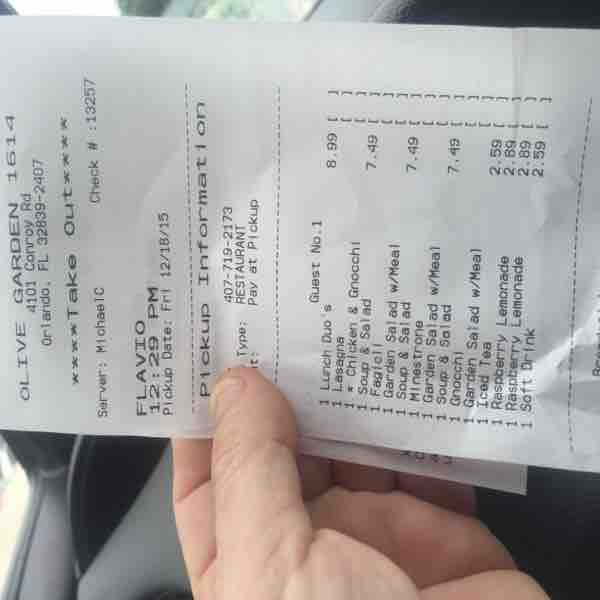 OLIVE GARDEN 1614
4101 Conroy Rd
Orlando, FL 32839-2407
****Take Out****
Server: MichaelC Check # :13257
FLAVIO
12:29 PM
Pickup Date: Fri 12/18/15
Pickup Information
407-719-2173
Type: RESTAURANT
Pay at Pickup
Guest No.1
1 Lunch Duo's 8.99 [ ]
1 Lasagna
1 * Chicken & Gnocchi
1 Soup & Salad 7.49 [ ]
1 Fagioli
1 Garden Salad w/Meal
1 Soup & Salad 7.49 [ ]
1 Minestrone
1 Garden Salad w/Meal
1 Soup & Salad 7.49 [ ]
1 Gnocchi
1 Garden Salad w/Meal
1 Iced Tea 2.59 [ ]
1 Raspberry Lemonade 2.89 [ ]
1 Raspberry Lemonade 2.89 [ ]
1 Soft Drink 2.59 [ ]